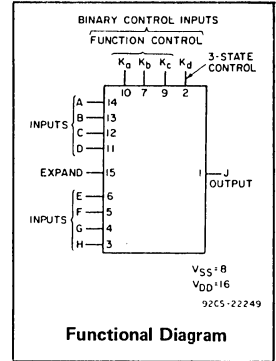 BINARY CONTROL INPUTS
FUNCTION CONTROL
Ka Kb Kc Kd
3-STATE
CONTROL
10 7 9 2
A 14
B 13
INPUTS
C 12
D 11
EXPAND 15
1 J
OUTPUT
E 6
F 5
INPUTS
G 4
H 3
VSS=8
VDD=16
92CS-22249
Functional Diagram